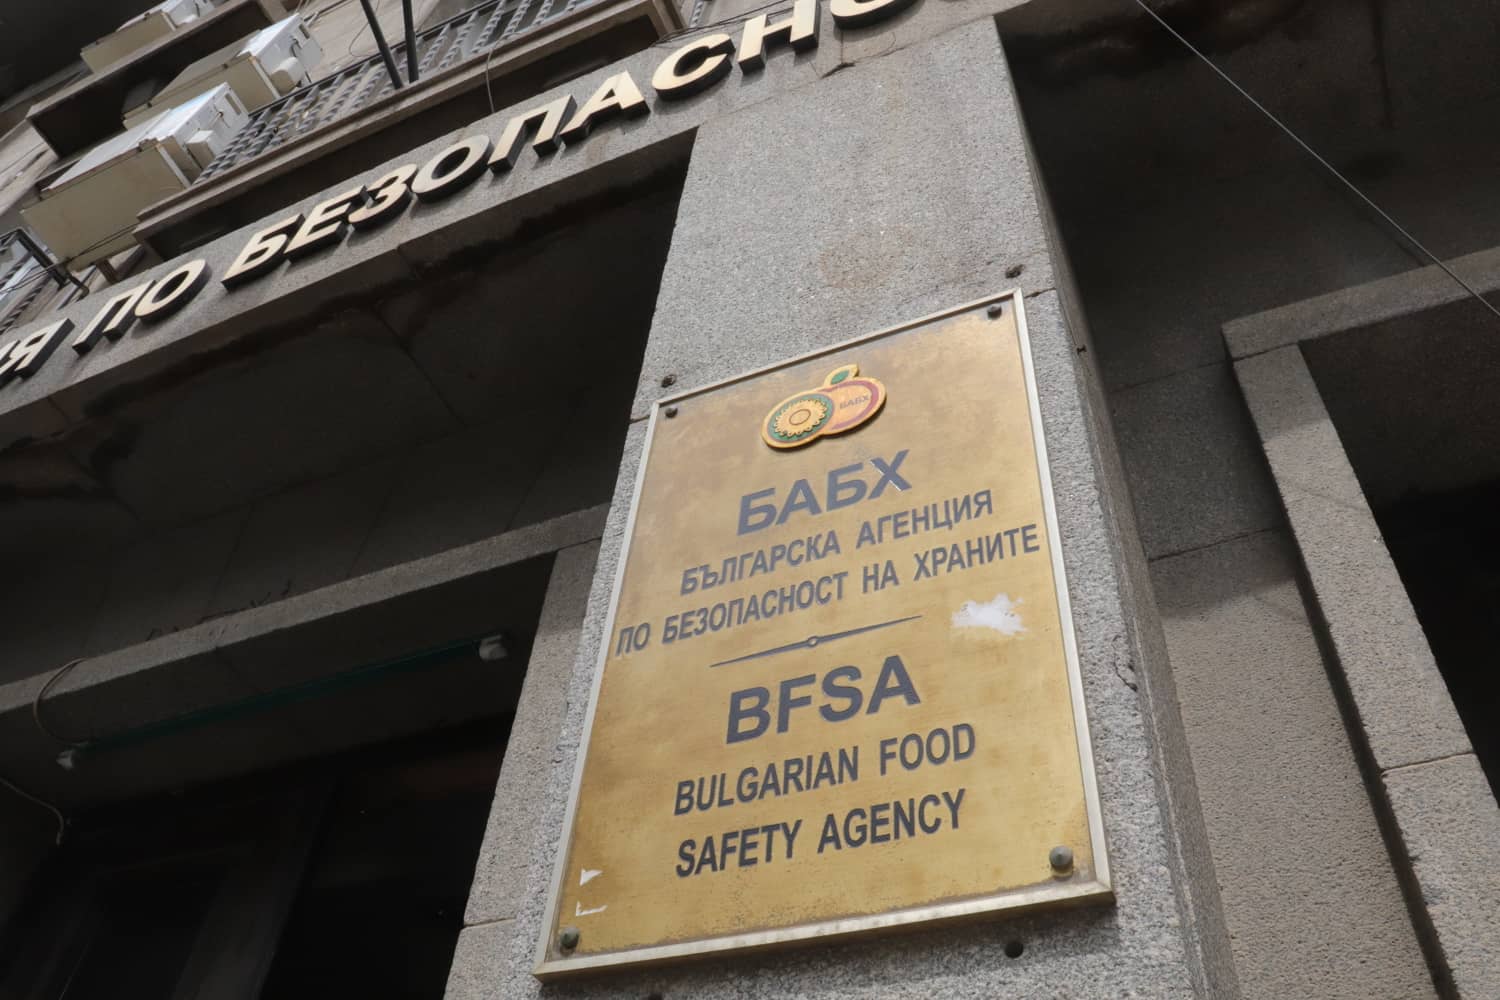 Я ПО БЕЗОПАСНО
БАБХ
БАБХ
БЪЛГАРСКА АГЕНЦИЯ
ПО БЕЗОПАСНОСТ НА ХРАНИТЕ
BFSA
BULGARIAN FOOD
SAFETY AGENCY